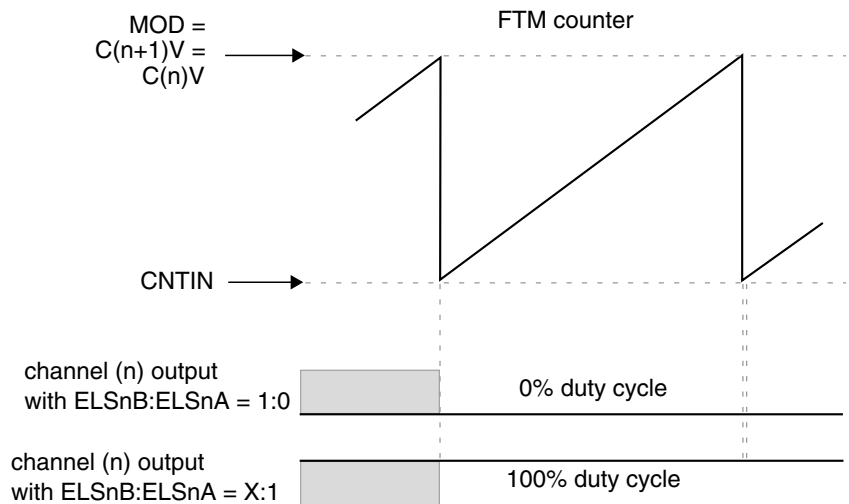 MOD =
C(n+1)V =
C(n)V
FTM counter
CNTIN
channel (n) output
with ELSnB:ELSnA = 1:0
0% duty cycle
channel (n) output
with ELSnB:ELSnA = X:1
100% duty cycle